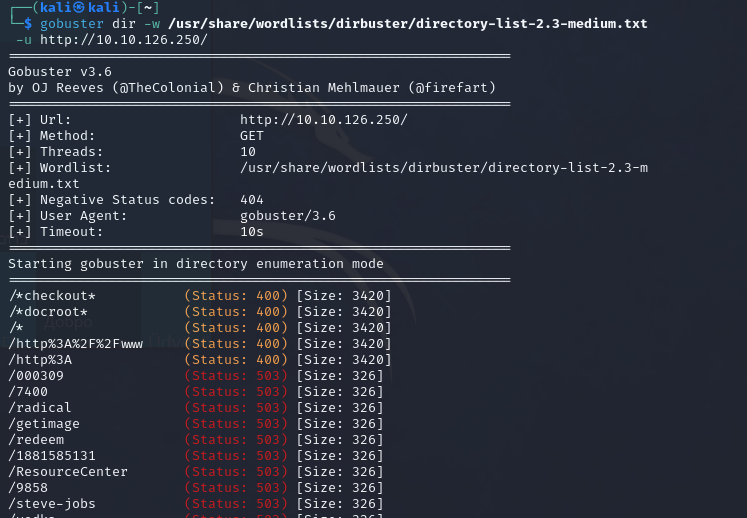 ┌──(kali㉿kali)-[~]
└─$ gobuster dir -w /usr/share/wordlists/dirbuster/directory-list-2.3-medium.txt
-u http://10.10.126.250/
===============================================================
Gobuster v3.6
by OJ Reeves (@TheColonial) & Christian Mehlmauer (@firefart)
===============================================================
[+] Url:                     http://10.10.126.250/
[+] Method:                  GET
[+] Threads:                 10
[+] Wordlist:                /usr/share/wordlists/dirbuster/directory-list-2.3-m
edium.txt
[+] Negative Status codes:   404
[+] User Agent:              gobuster/3.6
[+] Timeout:                 10s
===============================================================
Starting gobuster in directory enumeration mode
===============================================================
/*checkout*           (Status: 400) [Size: 3420]
/*docroot*            (Status: 400) [Size: 3420]
/*                    (Status: 400) [Size: 3420]
/http%3A%2F%2Fwww     (Status: 400) [Size: 3420]
/http%3A              (Status: 400) [Size: 3420]
/000309               (Status: 503) [Size: 326]
/7400                 (Status: 503) [Size: 326]
/radical              (Status: 503) [Size: 326]
/getimage             (Status: 503) [Size: 326]
/redeem               (Status: 503) [Size: 326]
/1881585131           (Status: 503) [Size: 326]
/ResourceCenter       (Status: 503) [Size: 326]
/9858                 (Status: 503) [Size: 326]
/steve-jobs           (Status: 503) [Size: 326]